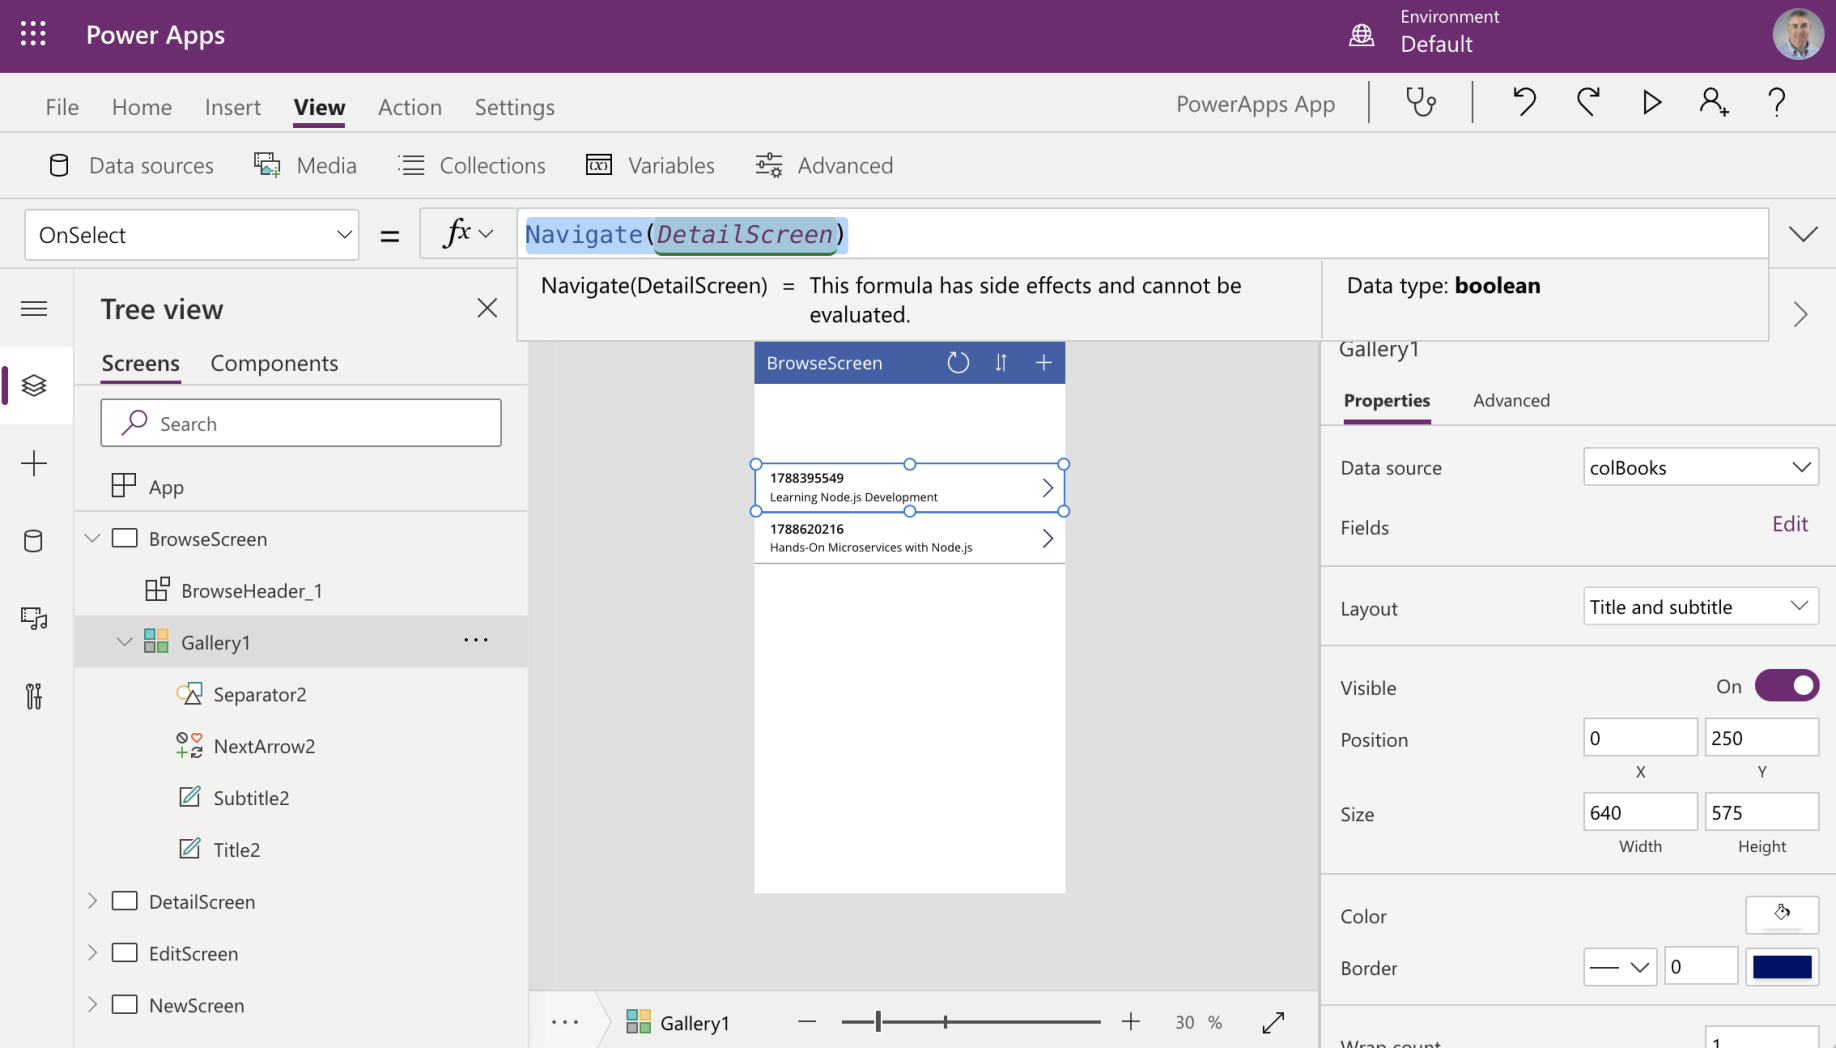 Power Apps
Environment
Default
File Home Insert View Action Settings
PowerApps App
?
Data sources Media Collections Variables Advanced
OnSelect
=
fx
Navigate(DetailScreen)
Navigate(DetailScreen) = This formula has side effects and cannot be
evaluated.
Data type: boolean
Tree view
Screens Components
Search
App
BrowseScreen
BrowseHeader_1
Gallery1
Separator2
NextArrow2
Subtitle2
Title2
DetailScreen
EditScreen
NewScreen
BrowseScreen
1788395549
Learning Node.js Development
1788620216
Hands-On Microservices with Node.js
Gallery1
30 %
Gallery1
Properties Advanced
Data source colBooks
Fields Edit
Layout Title and subtitle
Visible On
Position 0 250
X Y
Size 640 575
Width Height
Color
Border 0
Wrap count 1